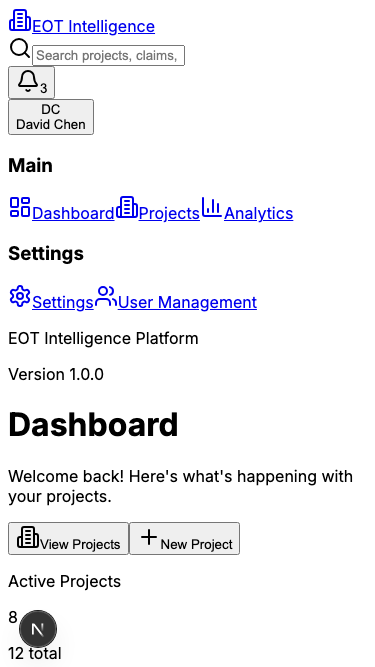 EOT Intelligence
Search projects, claims,
3
DC
David Chen
Main
Dashboard Projects Analytics
Settings
Settings User Management
EOT Intelligence Platform
Version 1.0.0
Dashboard
Welcome back! Here's what's happening with
your projects.
View Projects New Project
Active Projects
8
N
12 total